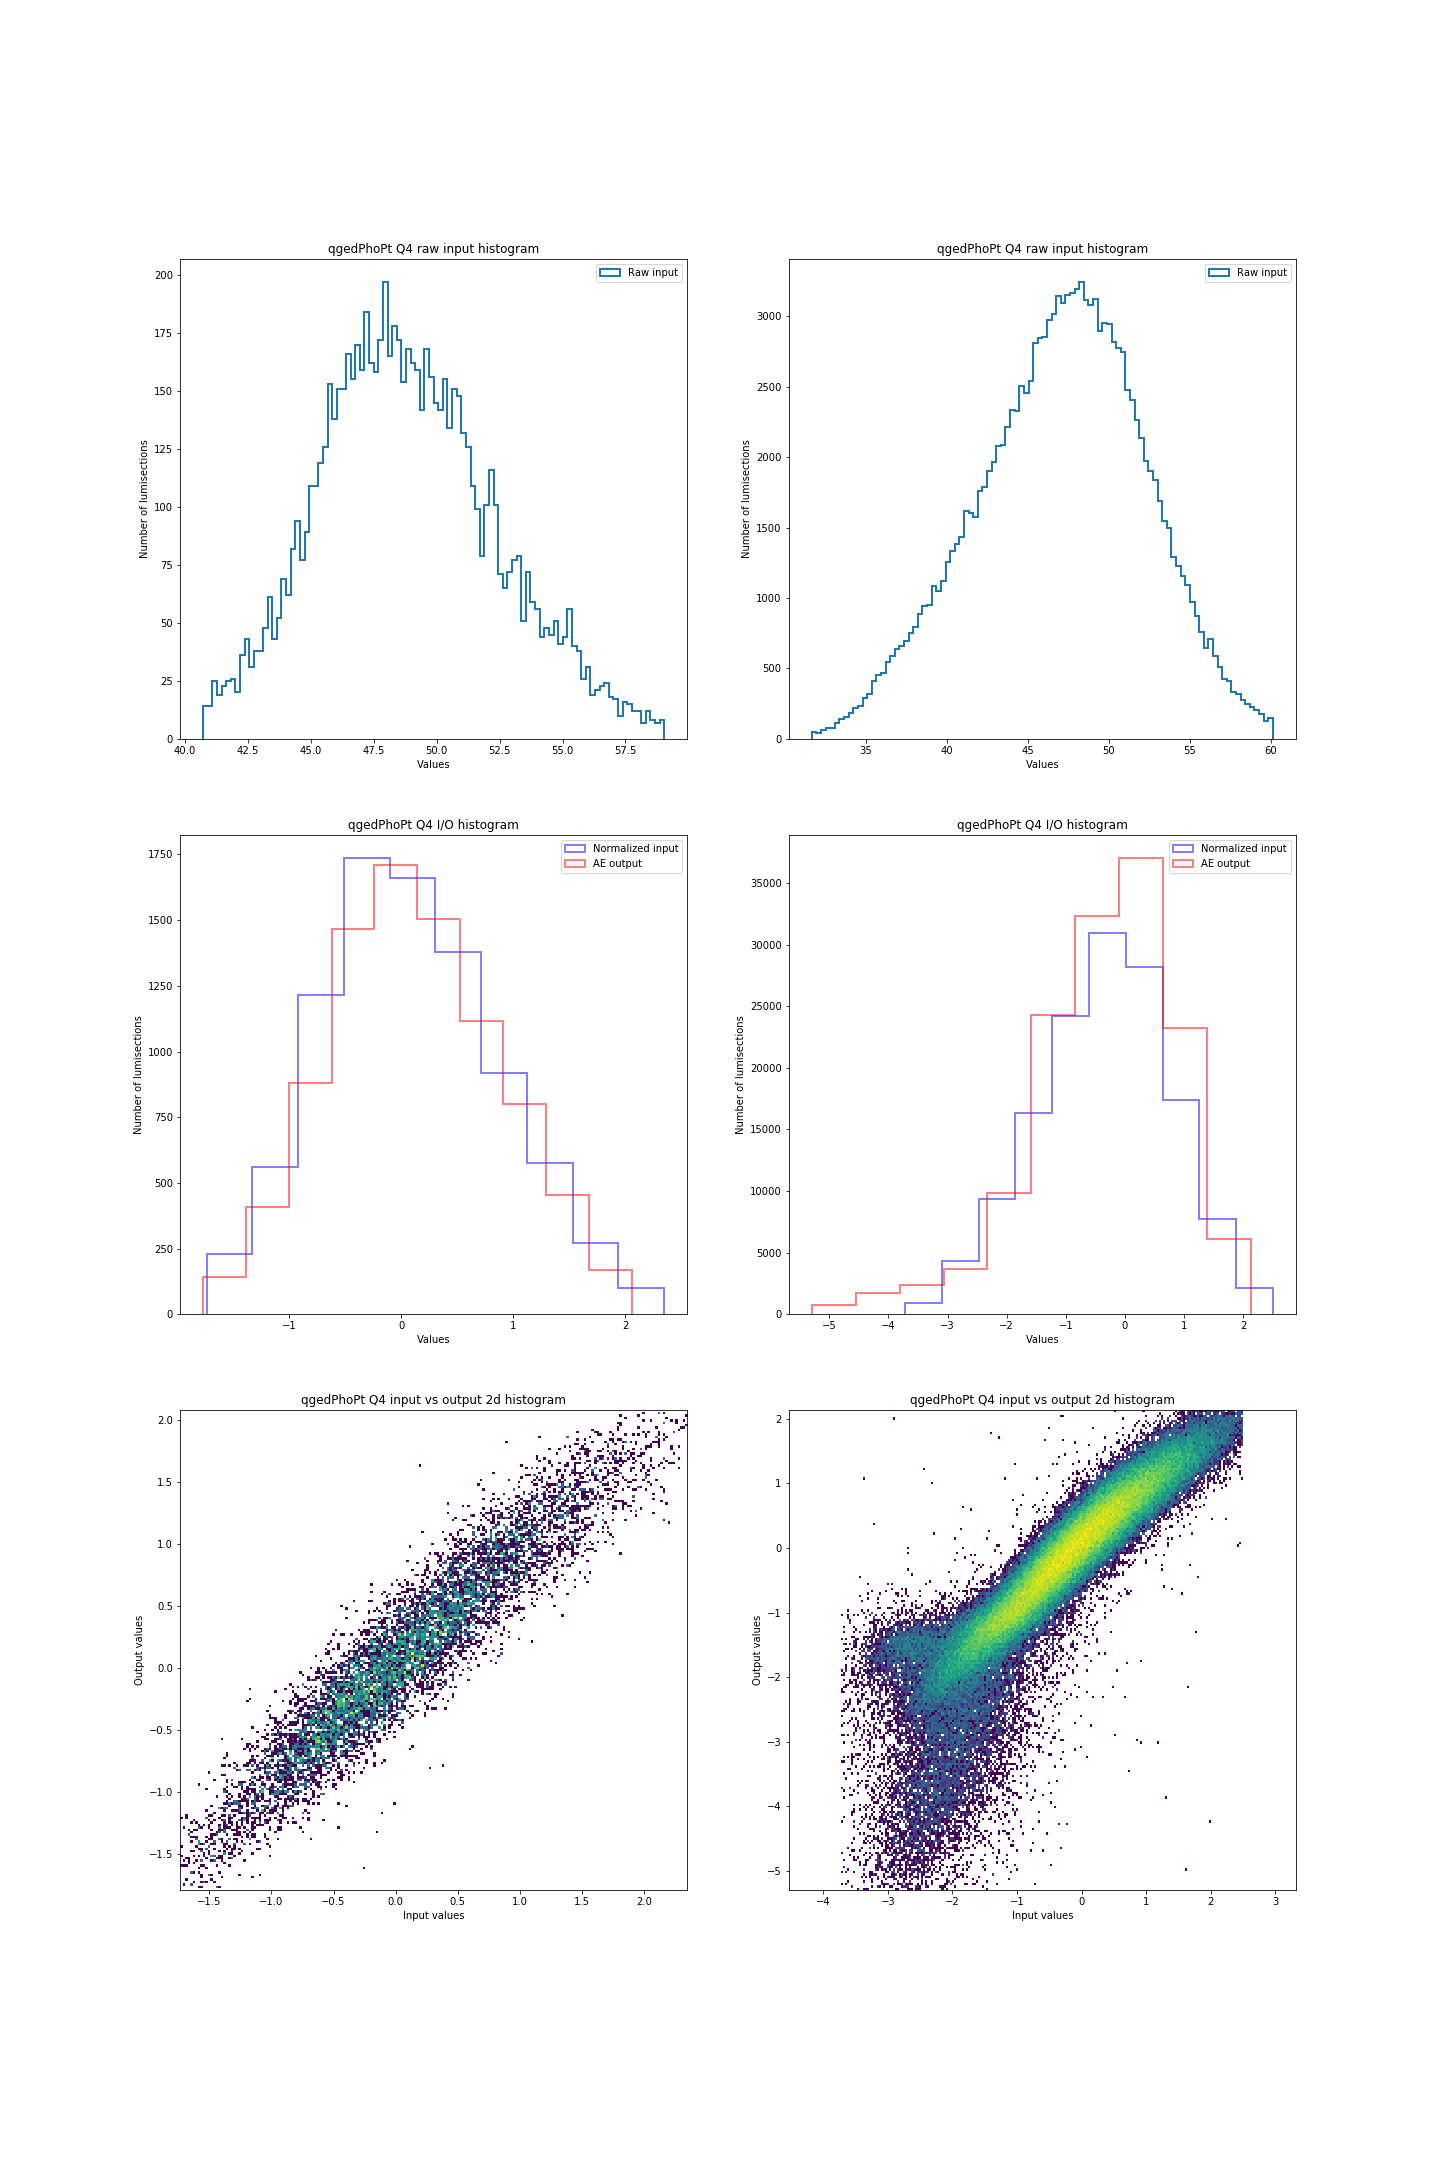 qgedPhoPt Q4 raw input histogram
Raw input
200
175
150
125
100
75
50
25
0
Number of lumisections
40.0 42.5 45.0 47.5 50.0 52.5 55.0 57.5
Values
qgedPhoPt Q4 raw input histogram
Raw input
3000
2500
2000
1500
1000
500
0
Number of lumisections
35 40 45 50 55 60
Values
qgedPhoPt Q4 I/O histogram
Normalized input
AE output
1750
1500
1250
1000
750
500
250
0
Number of lumisections
−1 0 1 2
Values
qgedPhoPt Q4 I/O histogram
Normalized input
AE output
35000
30000
25000
20000
15000
10000
5000
0
Number of lumisections
−5 −4 −3 −2 −1 0 1 2
Values
qgedPhoPt Q4 input vs output 2d histogram
2.0
1.5
1.0
0.5
0.0
−0.5
−1.0
−1.5
Output values
−1.5 −1.0 −0.5 0.0 0.5 1.0 1.5 2.0
Input values
qgedPhoPt Q4 input vs output 2d histogram
2
1
0
−1
−2
−3
−4
−5
Output values
−4 −3 −2 −1 0 1 2 3
Input values